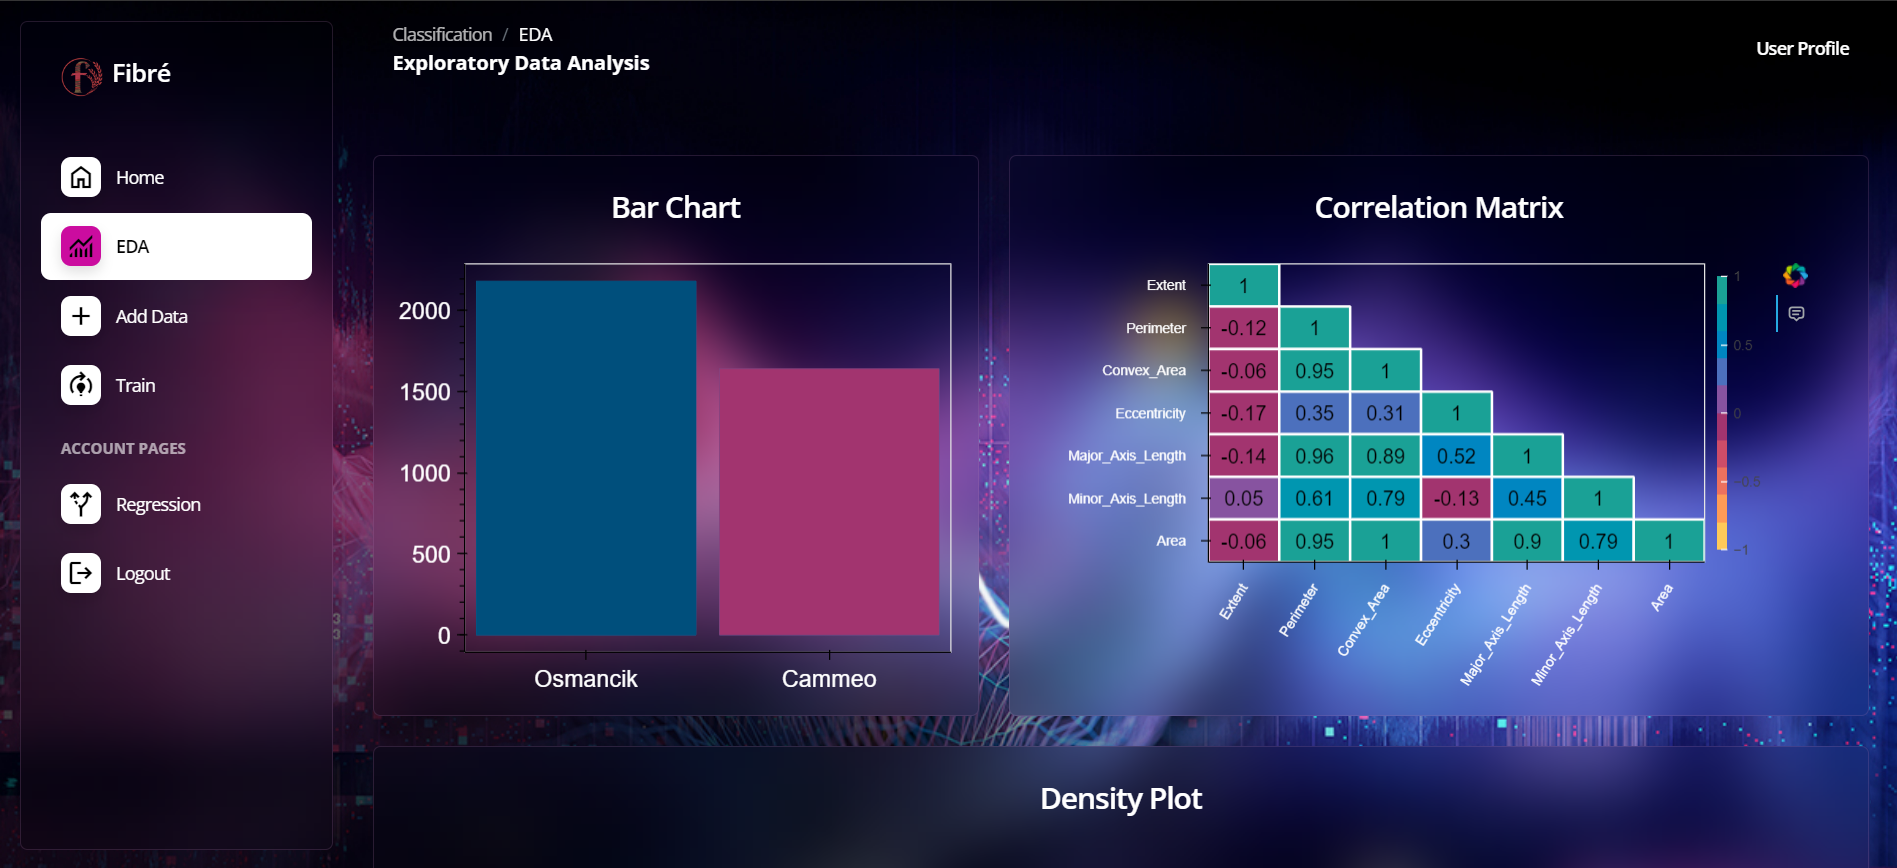 Fibré
Home
EDA
Add Data
Train
ACCOUNT PAGES
Regression
Logout
Classification / EDA
Exploratory Data Analysis
User Profile
Bar Chart
2000
1500
1000
500
0
Osmancik Cammeo
Correlation Matrix
Extent 1
Perimeter -0.12 1
Convex_Area -0.06 0.95 1
Eccentricity -0.17 0.35 0.31 1
Major_Axis_Length -0.14 0.96 0.89 0.52 1
Minor_Axis_Length 0.05 0.61 0.79 -0.13 0.45 1
Area -0.06 0.95 1 0.3 0.9 0.79 1
Extent Perimeter Convex_Area Eccentricity Major_Axis_Length Minor_Axis_Length Area
1
0.5
0
-0.5
-1
Density Plot